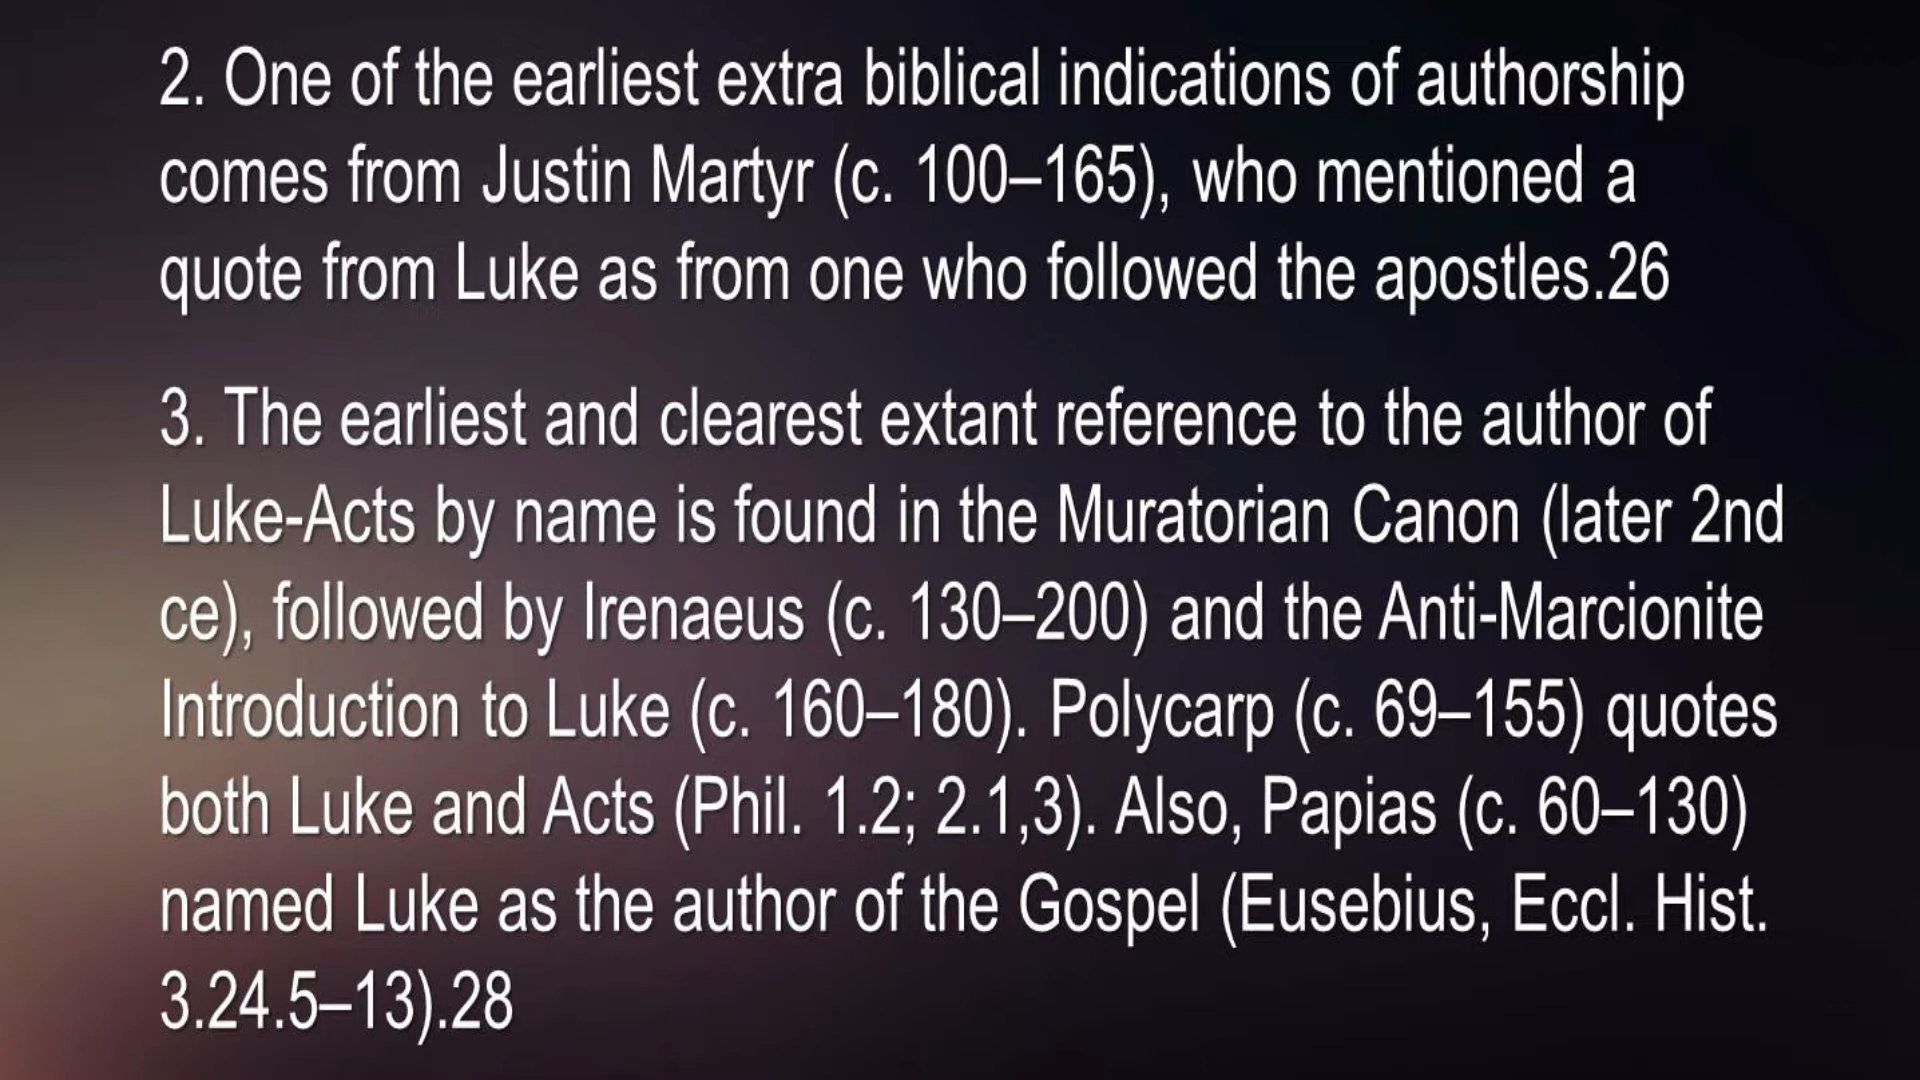 2. One of the earliest extra biblical indications of authorship
comes from Justin Martyr (c. 100–165), who mentioned a
quote from Luke as from one who followed the apostles.26
3. The earliest and clearest extant reference to the author of
Luke-Acts by name is found in the Muratorian Canon (later 2nd
ce), followed by Irenaeus (c. 130–200) and the Anti-Marcionite
Introduction to Luke (c. 160–180). Polycarp (c. 69–155) quotes
both Luke and Acts (Phil. 1.2; 2.1,3). Also, Papias (c. 60–130)
named Luke as the author of the Gospel (Eusebius, Eccl. Hist.
3.24.5–13).28